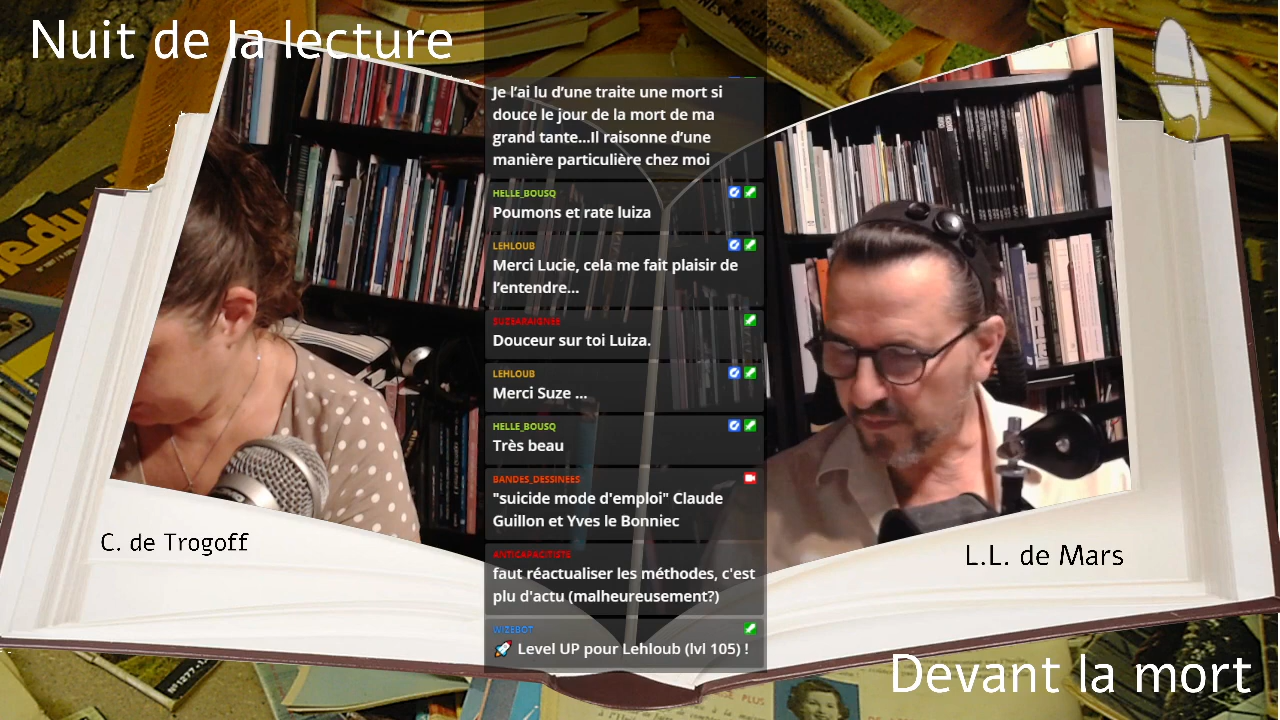 Nuit de la lecture
Je l’ai lu d’une traite une mort si
douce le jour de la mort de ma
grand tante...Il raisonne d’une
manière particulière chez moi
HELLE_BOUSQ
Poumons et rate luiza
LEHLOUB
Merci Lucie, cela me fait plaisir de
l’entendre...
SUZEARAIGNEE
Douceur sur toi Luiza.
LEHLOUB
Merci Suze ...
HELLE_BOUSQ
Très beau
BANDES_DESSINEES
"suicide mode d'emploi" Claude
Guillon et Yves le Bonniec
ANTICAPACITISTE
faut réactualiser les méthodes, c'est
plu d'actu (malheureusement?)
WIZEBOT
🚀 Level UP pour Lehloub (lvl 105) !
C. de Trogoff
L.L. de Mars
Devant la mort